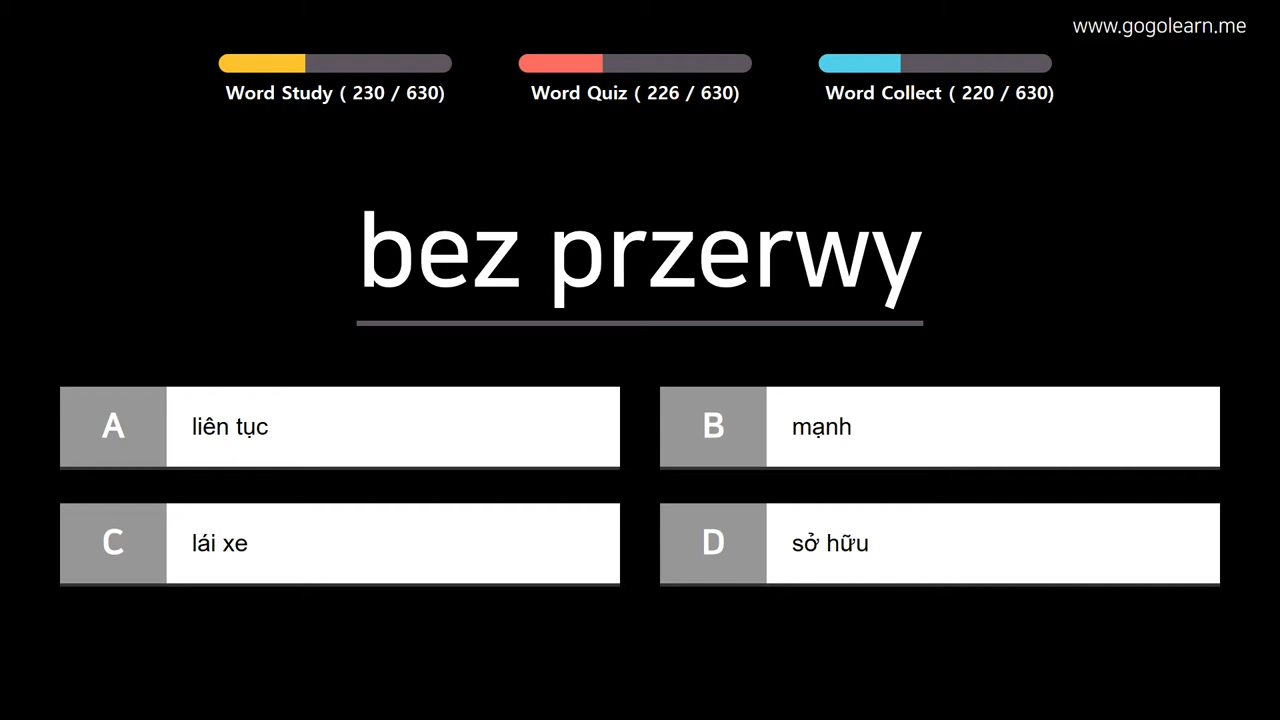 www.gogolearn.me
Word Study ( 230 / 630)
Word Quiz ( 226 / 630)
Word Collect ( 220 / 630)
bez przerwy
A liên tục
B mạnh
C lái xe
D sở hữu